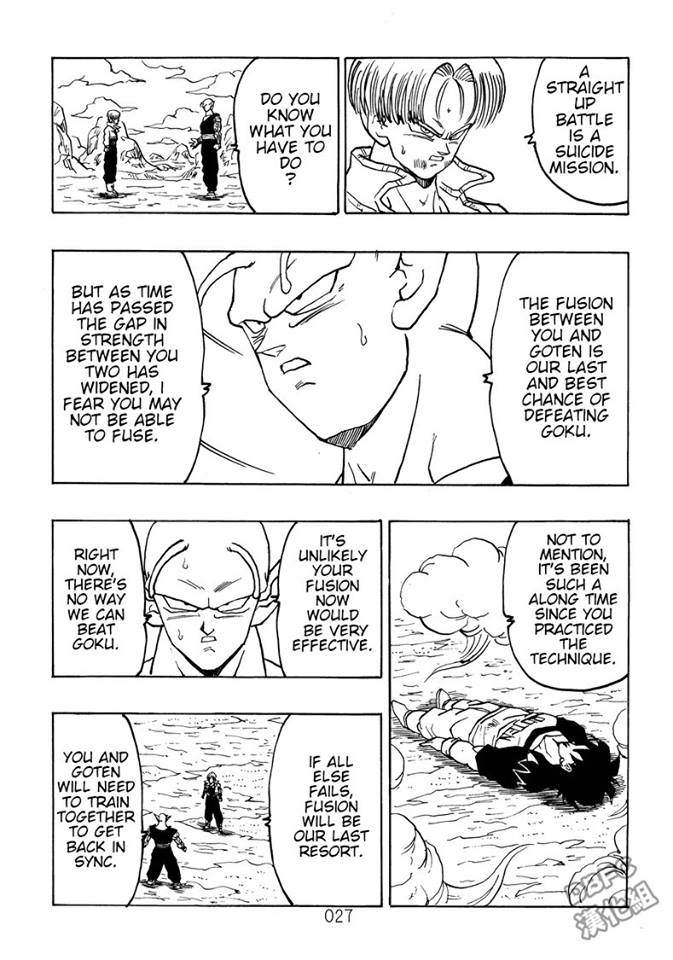 A
STRAIGHT
UP
BATTLE
IS A
SUICIDE
MISSION.
DO YOU
KNOW
WHAT YOU
HAVE TO
DO
?
THE FUSION
BETWEEN
YOU AND
GOTEN IS
OUR LAST
AND BEST
CHANCE OF
DEFEATING
GOKU.
BUT AS TIME
HAS PASSED
THE GAP IN
STRENGTH
BETWEEN YOU
TWO HAS
WIDENED, I
FEAR YOU MAY
NOT BE ABLE
TO FUSE.
NOT TO
MENTION,
IT'S BEEN
SUCH A
ALONG TIME
SINCE YOU
PRACTICED
THE
TECHNIQUE.
IT'S
UNLIKELY
YOUR
FUSION
NOW
WOULD
BE VERY
EFFECTIVE.
RIGHT
NOW,
THERE'S
NO WAY
WE CAN
BEAT
GOKU.
IF ALL
ELSE
FAILS,
FUSION
WILL BE
OUR LAST
RESORT.
YOU AND
GOTEN
WILL NEED
TO TRAIN
TOGETHER
TO GET
BACK IN
SYNC.
027
漢化組